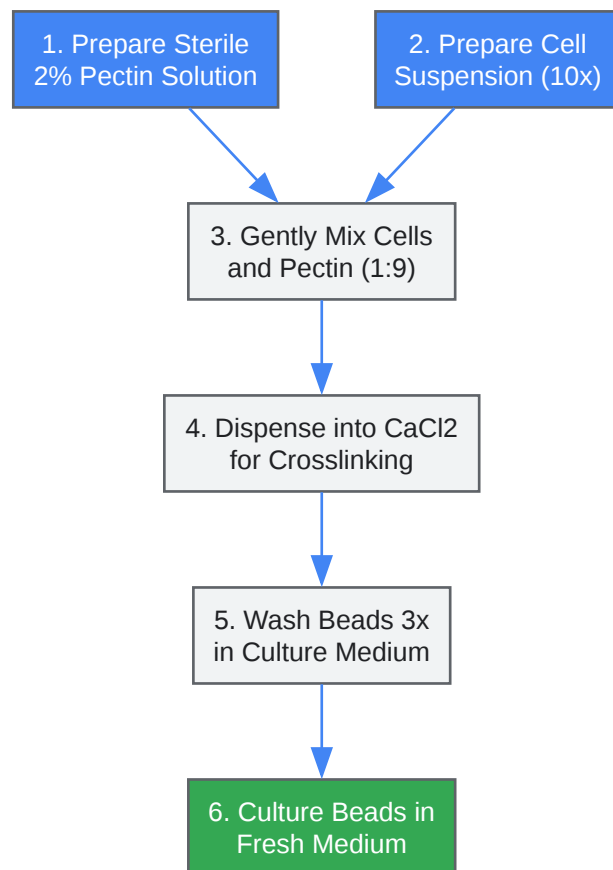 1. Prepare Sterile
2% Pectin Solution
2. Prepare Cell
Suspension (10x)
3. Gently Mix Cells
and Pectin (1:9)
4. Dispense into CaCl2
for Crosslinking
5. Wash Beads 3x
in Culture Medium
6. Culture Beads in
Fresh Medium